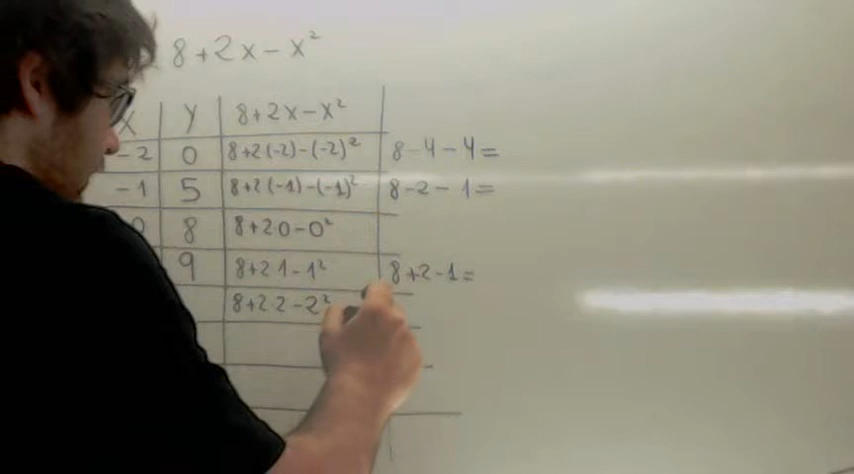 8+2x-x²
x y 8+2x-x²
-2 0 8+2(-2)-(-2)² 8-4-4=
-1 5 8+2(-1)-(-1)² 8-2-1=
0 8 8+2·0-0²
9 8+2·1-1² 8+2-1=
8+2·2-2²